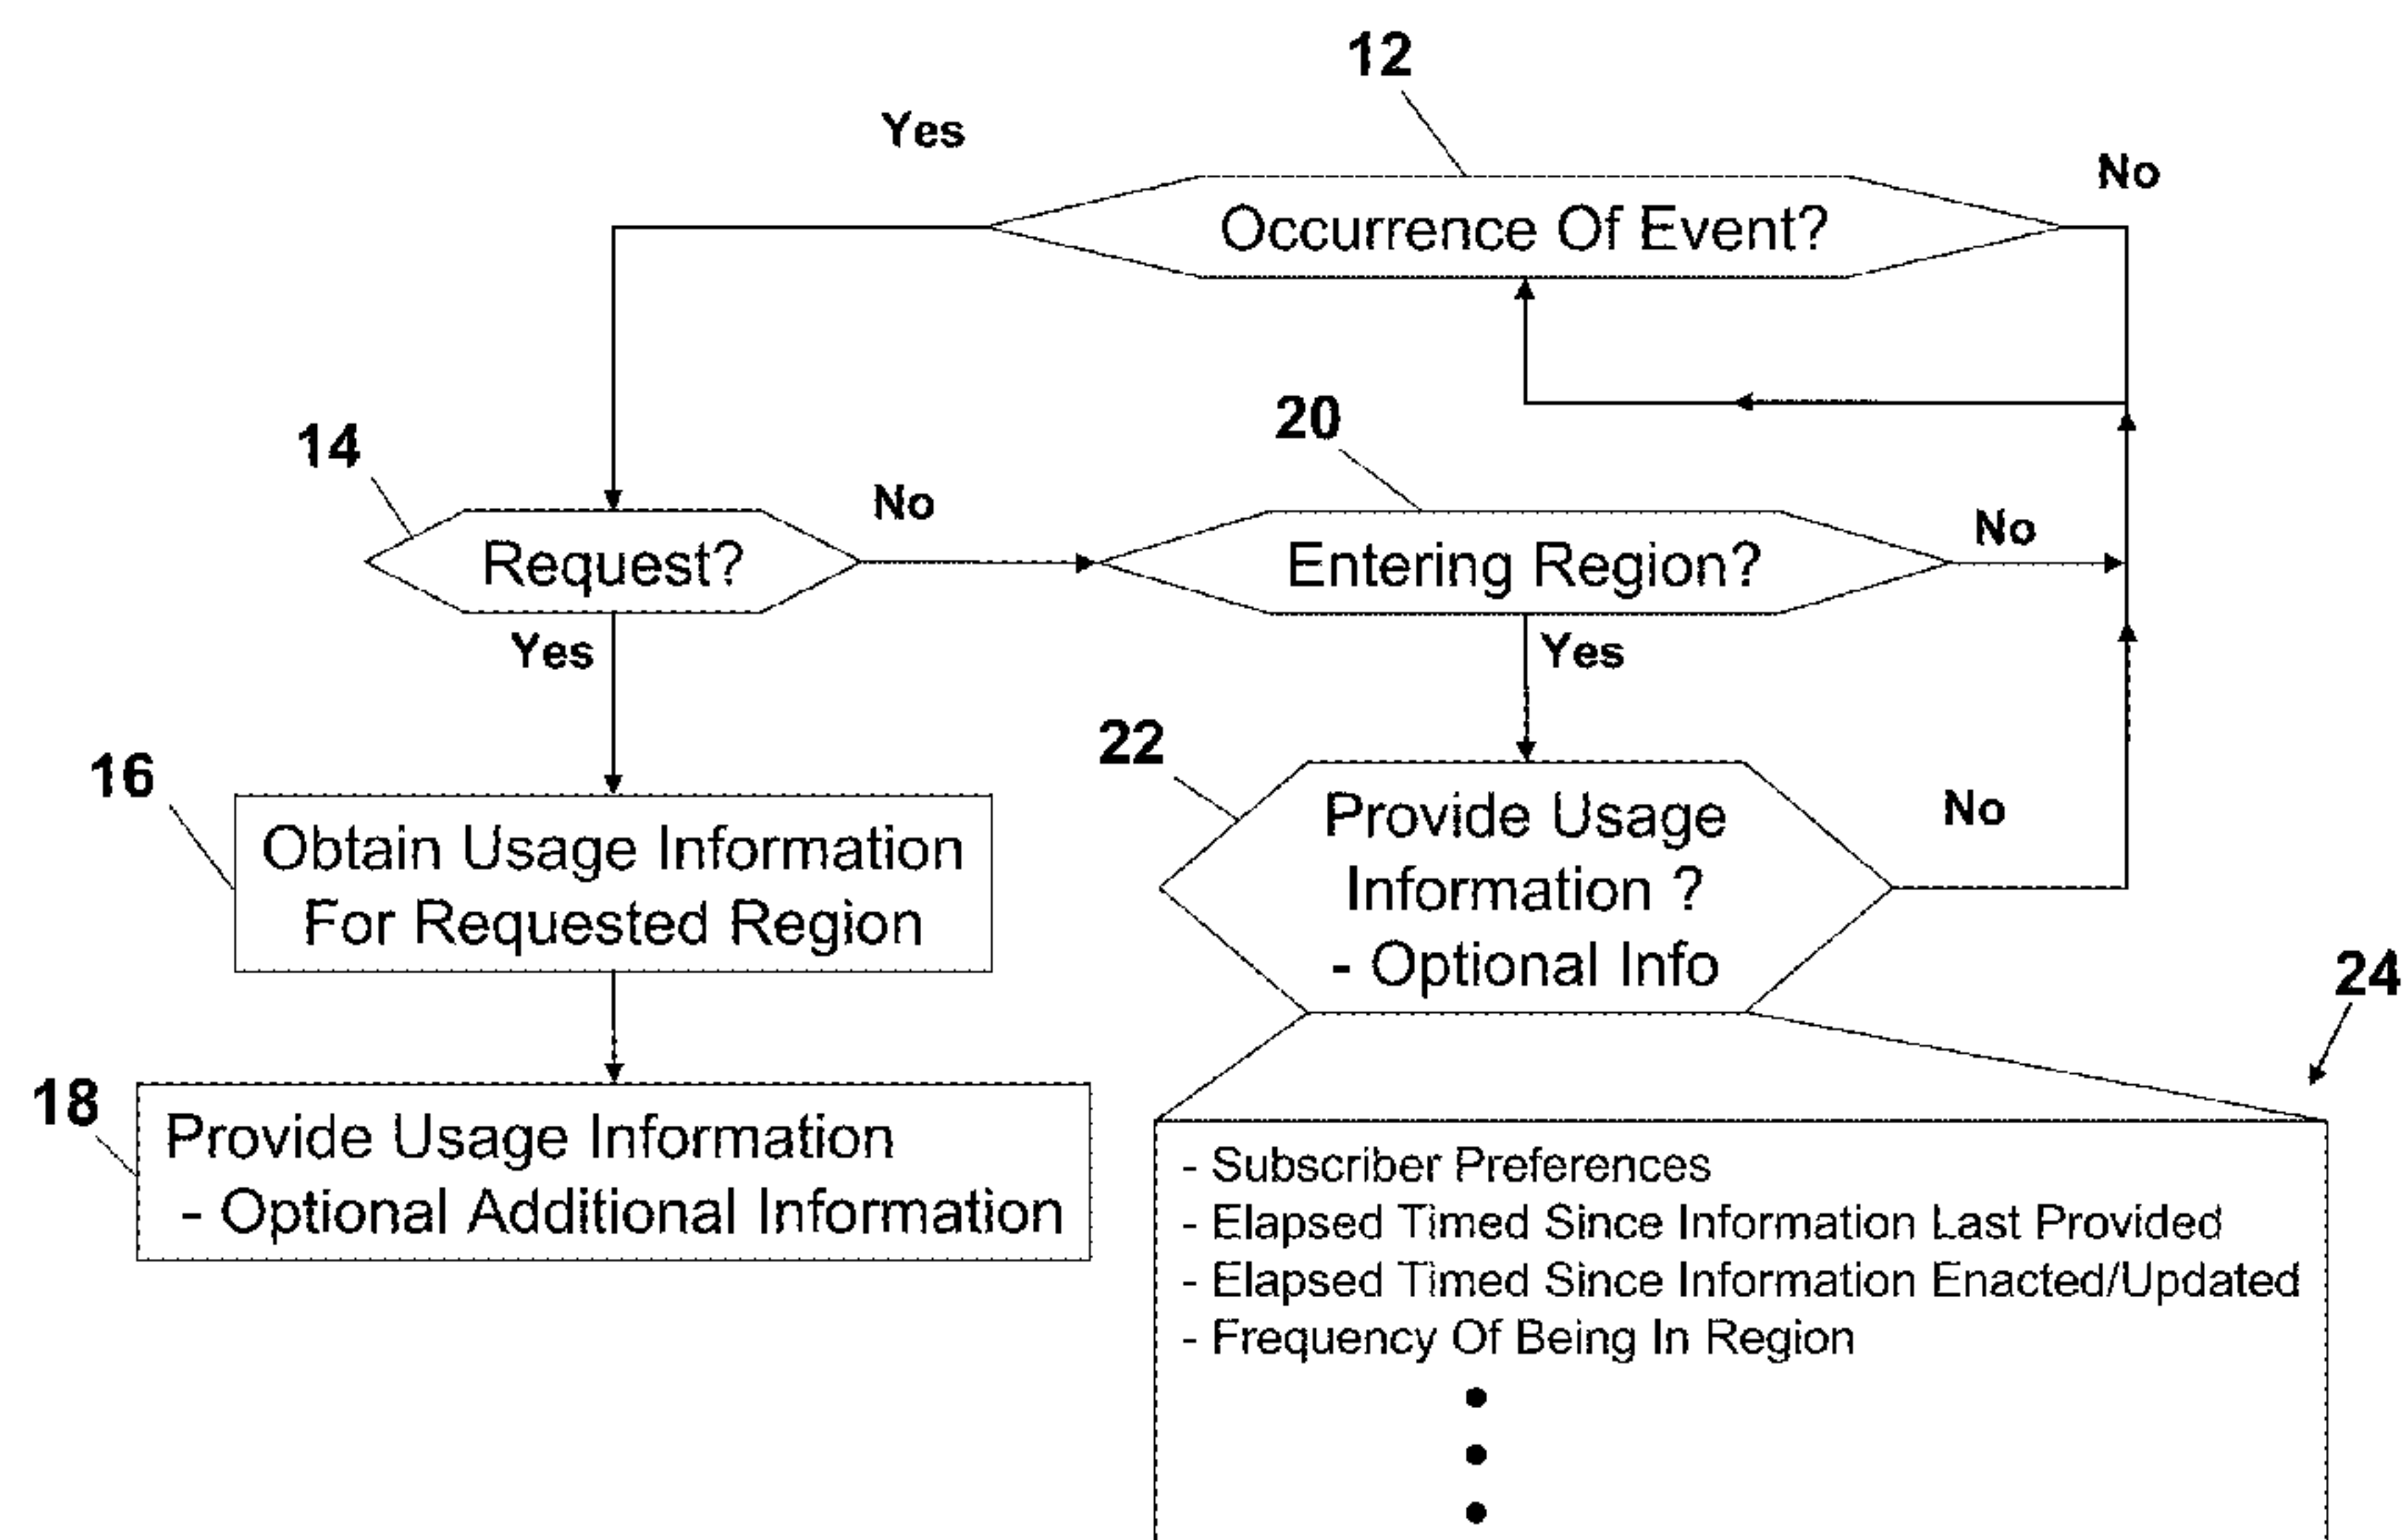 12
Yes
No
Occurrence Of Event?
14
20
No
No
Request?
Entering Region?
Yes
Yes
16
22
Obtain Usage Information
For Requested Region
Provide Usage
Information ?
- Optional Info
No
24
18
Provide Usage Information
- Optional Additional Information
- Subscriber Preferences
- Elapsed Timed Since Information Last Provided
- Elapsed Timed Since Information Enacted/Updated
- Frequency Of Being In Region